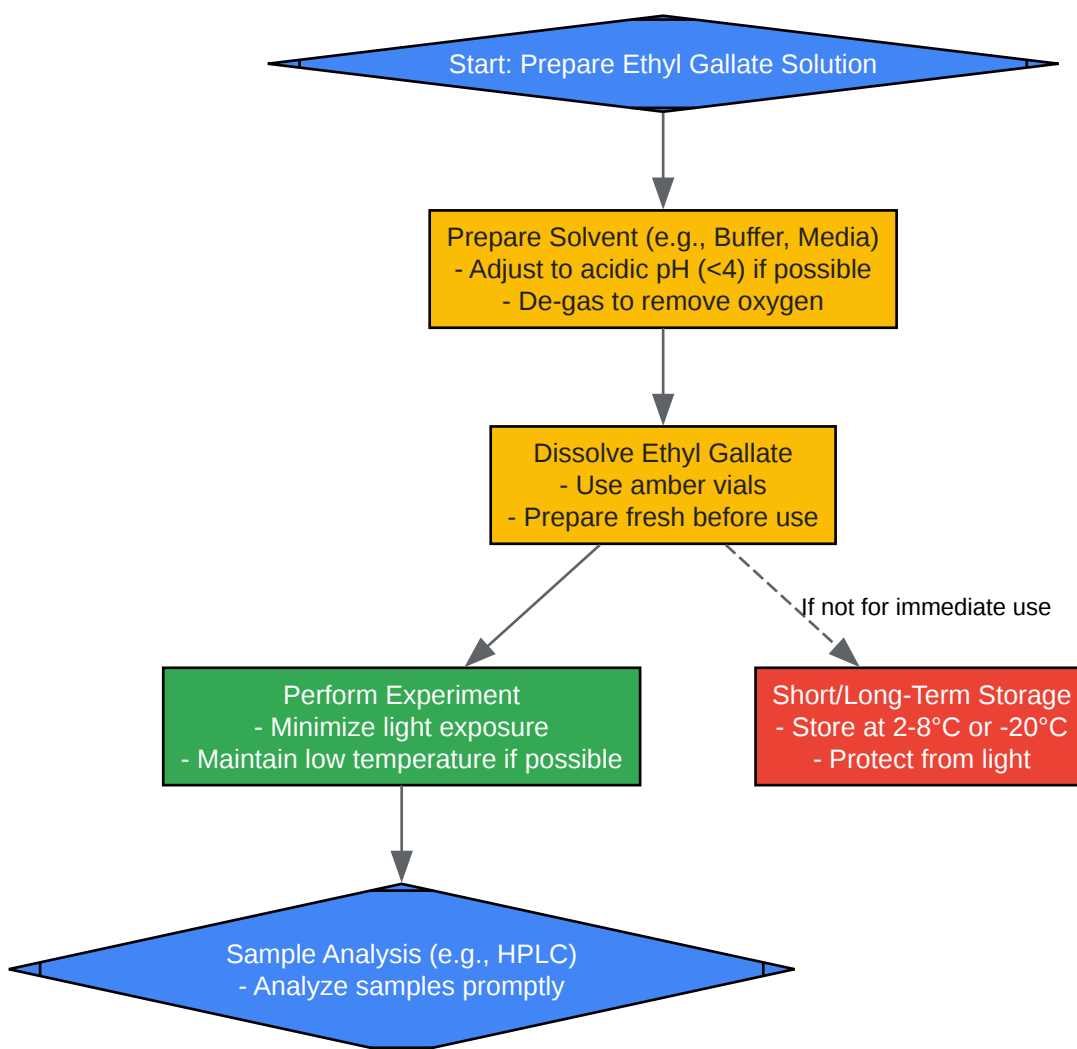 Start: Prepare Ethyl Gallate Solution
Prepare Solvent (e.g., Buffer, Media)
- Adjust to acidic pH (<4) if possible
- De-gas to remove oxygen
Dissolve Ethyl Gallate
- Use amber vials
- Prepare fresh before use
If not for immediate use
Perform Experiment
- Minimize light exposure
- Maintain low temperature if possible
Short/Long-Term Storage
- Store at 2-8°C or -20°C
- Protect from light
Sample Analysis (e.g., HPLC)
- Analyze samples promptly